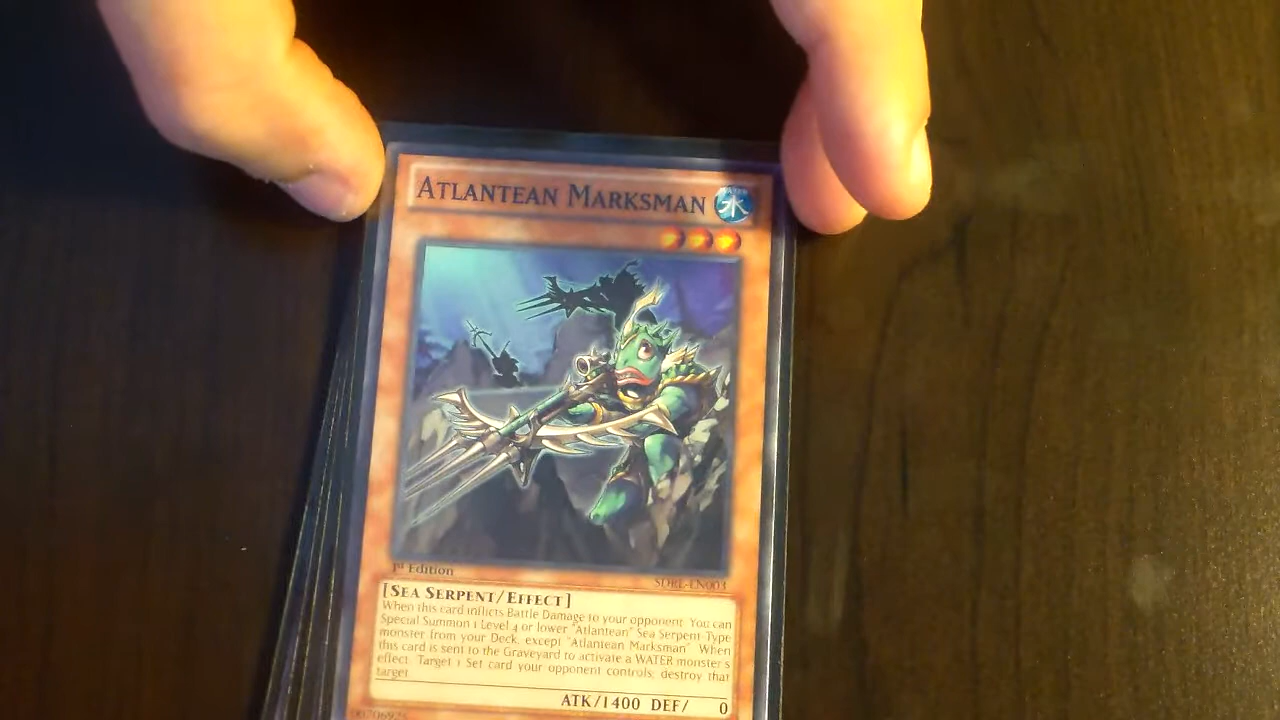 ATLANTEAN MARKSMAN 水
1st Edition
SDRE-EN003
[SEA SERPENT/EFFECT]
When this card inflicts Battle Damage to your opponent: You can
Special Summon 1 Level 4 or lower "Atlantean" Sea Serpent-Type
monster from your Deck, except "Atlantean Marksman". When
this card is sent to the Graveyard to activate a WATER monster's
effect: Target 1 Set card your opponent controls; destroy that
target.
ATK/1400 DEF/ 0